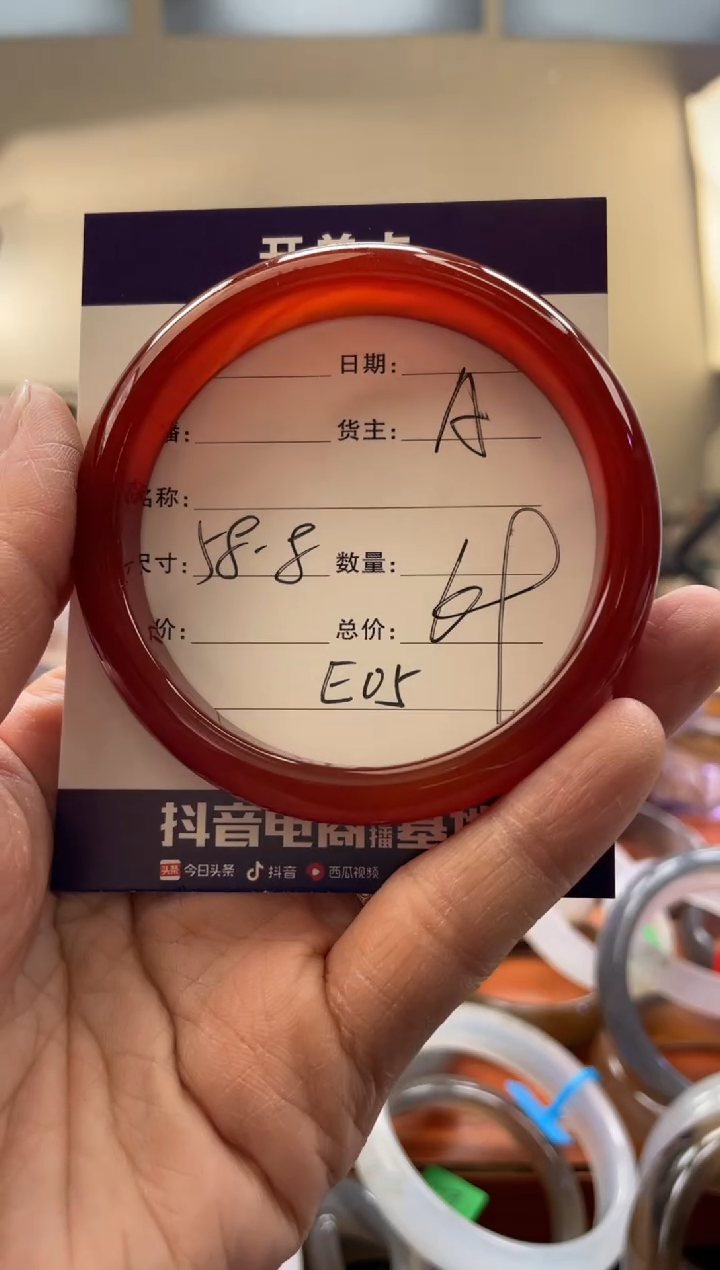 日期:
货主: A
名称:
尺寸: 58.8 数量:
价: 总价:
E05
抖音电商
今日头条 抖音 西瓜视频